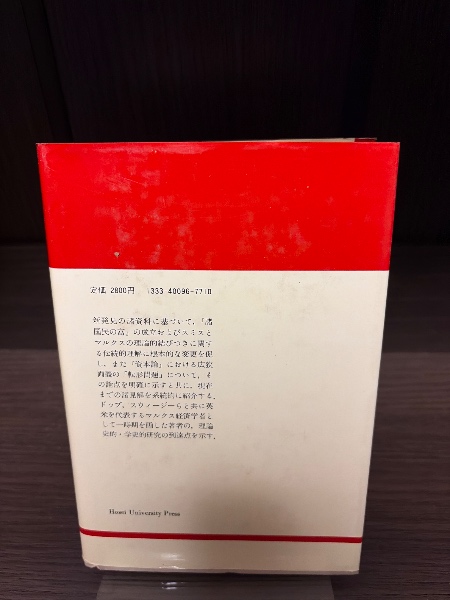 定価 2800円 1333-40096-7710
新発見の諸資料に基づいて、『諸
国民の富』の成立およびスミスと
マルクスの理論的結びつきに関す
る伝統的理解に根本的な変更を促
し、また『資本論』における広狭
両義の「転形問題」について、そ
の論点を明確に示すと共に、現在
までの諸見解を系統的に紹介する。
ドッブ、スウィージーらと共に英
米を代表するマルクス経済学者と
して一時期を画した著者の、理論
史的・学史的研究の到達点を示す。
Hosei University Press